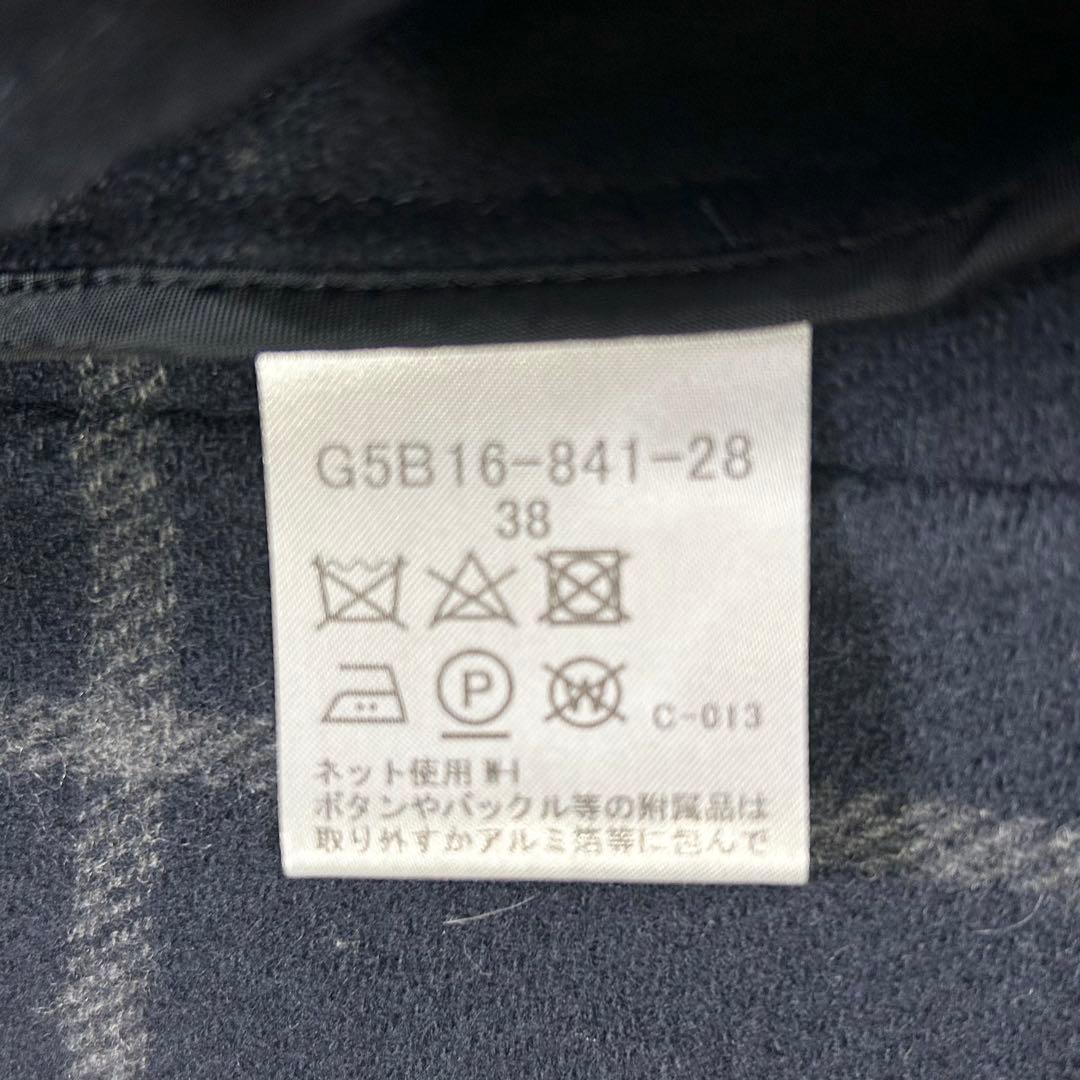 G5B16-841-28
38
P W C-013
ネット使用 WH
ボタンやバックル等の附属品は
取り外すかアルミ箔等に包んで